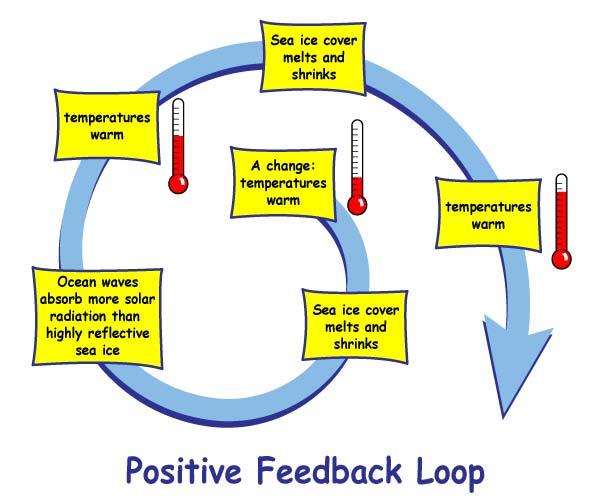 Sea ice cover
melts and
shrinks
temperatures
warm
A change:
temperatures
warm
temperatures
warm
Ocean waves
absorb more solar
radiation than
highly reflective
sea ice
Sea ice cover
melts and
shrinks
Positive Feedback Loop